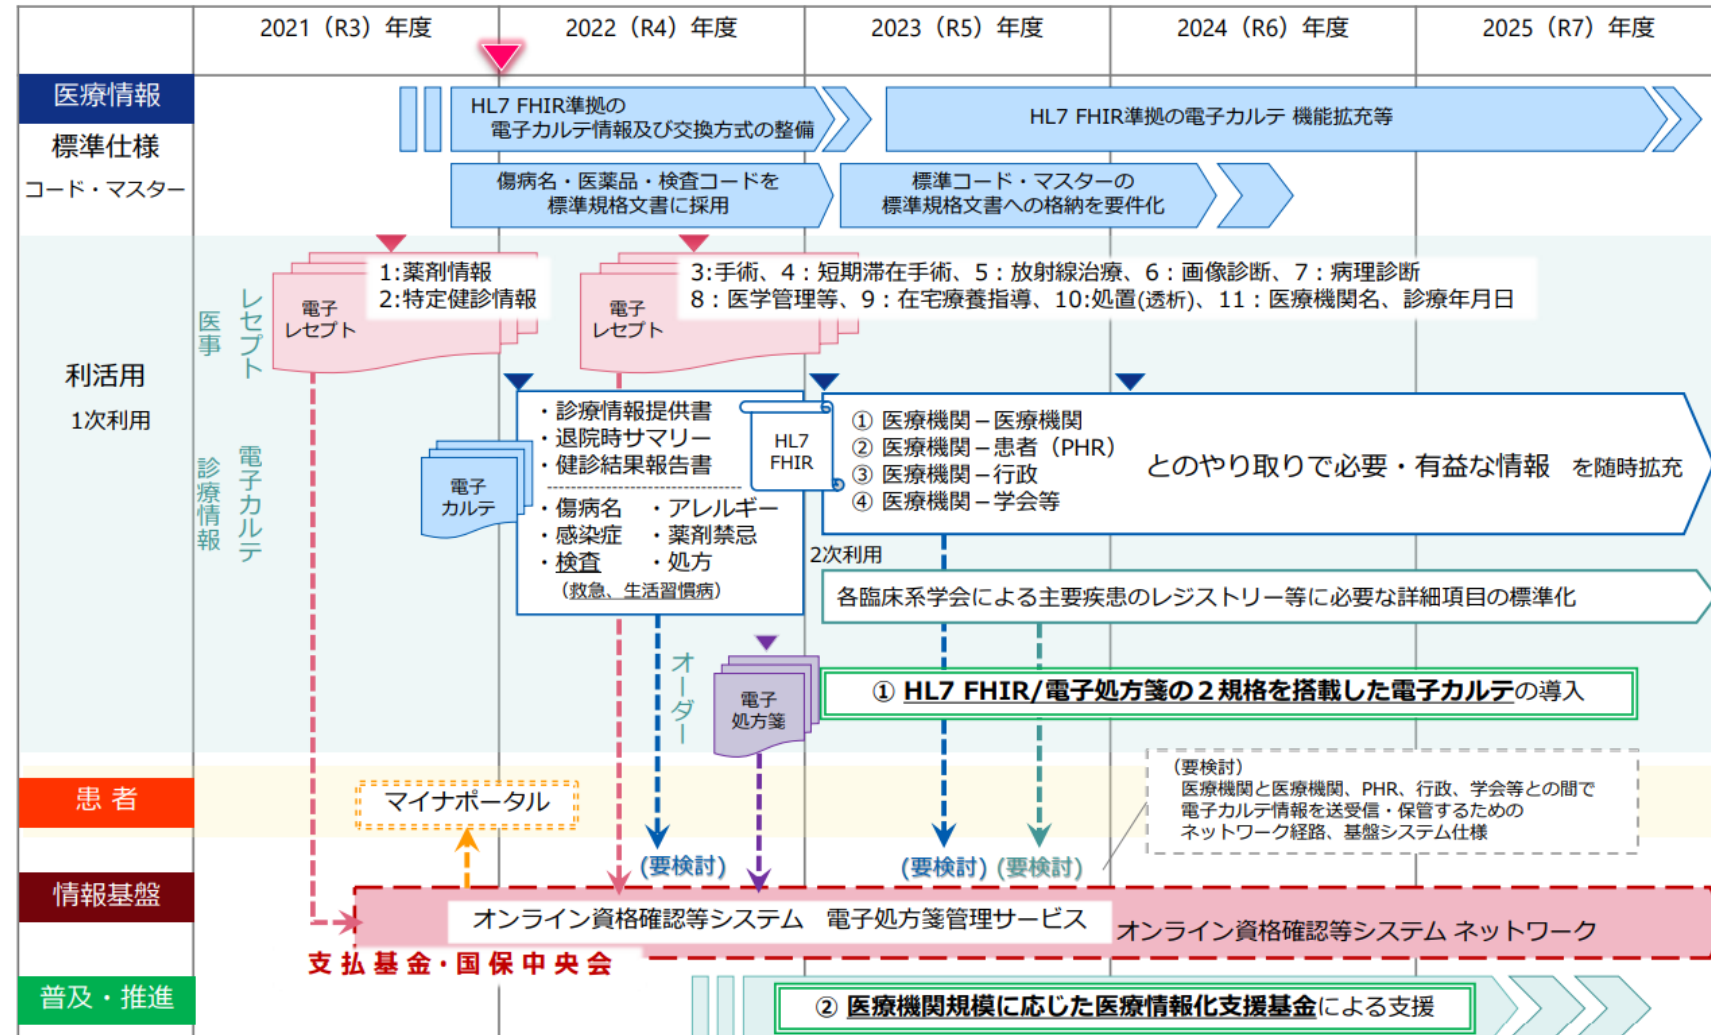 2021（R3）年度
2022（R4）年度
2023（R5）年度
2024（R6）年度
2025（R7）年度
医療情報
標準仕様
コード・マスター
HL7 FHIR準拠の
電子カルテ情報及び交換方式の整備
HL7 FHIR準拠の電子カルテ 機能拡充等
傷病名・医薬品・検査コードを
標準規格文書に採用
標準コード・マスターの
標準規格文書への格納を要件化
利活用
1次利用
医事
レセプト
電子
レセプト
1:薬剤情報
2:特定健診情報
電子
レセプト
3:手術、4：短期滞在手術、5：放射線治療、6：画像診断、7：病理診断
8：医学管理等、9：在宅療養指導、10:処置(透析)、11：医療機関名、診療年月日
診療情報
電子カルテ
電子
カルテ
・診療情報提供書
・退院時サマリー
・健診結果報告書
・傷病名　・アレルギー
・感染症　・薬剤禁忌
・検査　・処方
（救急、生活習慣病）
HL7
FHIR
① 医療機関－医療機関
② 医療機関－患者（PHR）
③ 医療機関－行政
④ 医療機関－学会等
とのやり取りで必要・有益な情報　を随時拡充
2次利用
各臨床系学会による主要疾患のレジストリー等に必要な詳細項目の標準化
オーダー
電子
処方箋
① HL7 FHIR/電子処方箋の２規格を搭載した電子カルテの導入
患者
マイナポータル
（要検討）
医療機関と医療機関、PHR、行政、学会等との間で
電子カルテ情報を送受信・保管するための
ネットワーク経路、基盤システム仕様
(要検討)
(要検討)
(要検討)
情報基盤
オンライン資格確認等システム　電子処方箋管理サービス
オンライン資格確認等システム ネットワーク
支払基金・国保中央会
普及・推進
② 医療機関規模に応じた医療情報化支援基金による支援